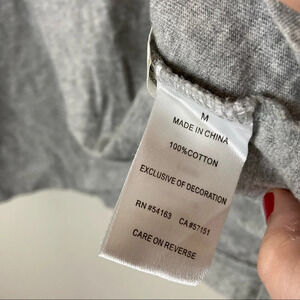 M
MADE IN CHINA
100%COTTON
EXCLUSIVE OF DECORATION
RN #54163 CA#57151
CARE ON REVERSE